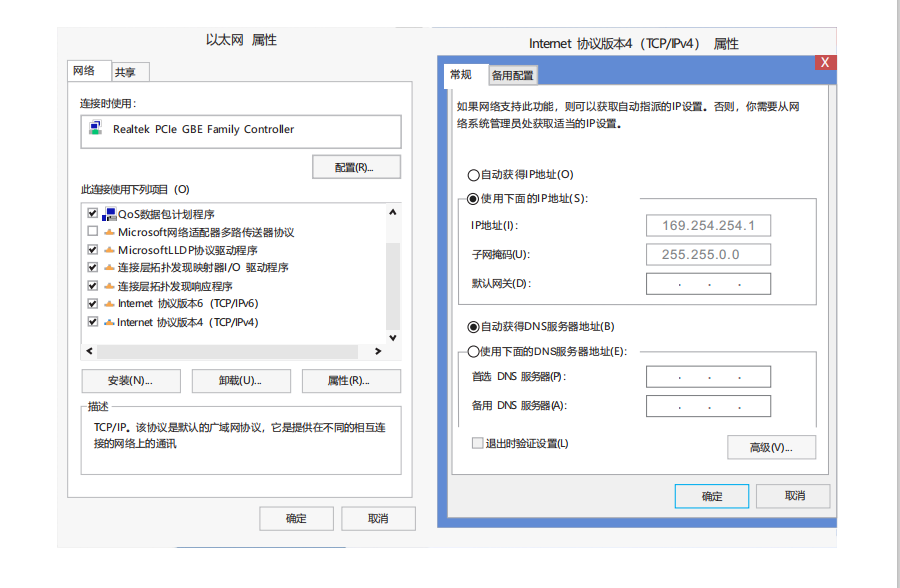 以太网 属性
网络
共享
连接时使用：
Realtek PCIe GBE Family Controller
配置(R)...
此连接使用下列项目 (O)
QoS数据包计划程序
Microsoft网络适配器多路传送器协议
MicrosoftLLDP协议驱动程序
连接层拓扑发现映射器I/O 驱动程序
连接层拓扑发现响应程序
Internet 协议版本6 (TCP/IPv6)
Internet 协议版本4 (TCP/IPv4)
安装(N)...
卸载(U)...
属性(R)...
描述
TCP/IP。该协议是默认的广域网协议，它是提供在不同的相互连
接的网络上的通讯
确定
取消
Internet 协议版本4（TCP/IPv4） 属性
X
常规
备用配置
如果网络支持此功能，则可以获取自动指派的IP设置。否则，你需要从网
络系统管理员处获取适当的IP设置。
自动获得IP地址(O)
使用下面的IP地址(S):
IP地址(I):
169.254.254.1
子网掩码(U):
255.255.0.0
默认网关(D):
. . .
自动获得DNS服务器地址(B)
使用下面的DNS服务器地址(E):
首选 DNS 服务器(P):
. . .
备用 DNS 服务器(A):
. . .
退出时验证设置(L)
高级(V)...
确定
取消